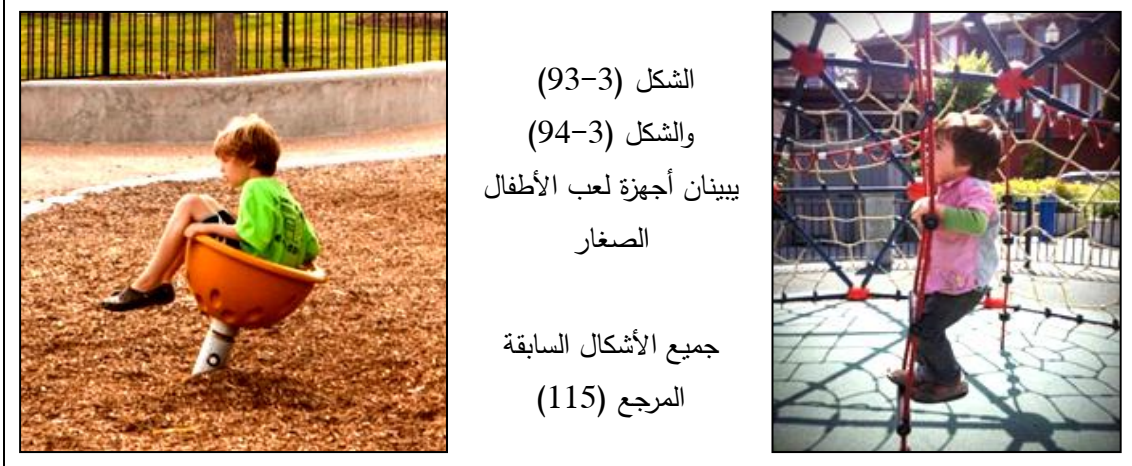 الشكل (3-93)
والشكل (3-94)
يبينان أجهزة لعب الأطفال
الصغار
جميع الأشكال السابقة
المرجع (115)